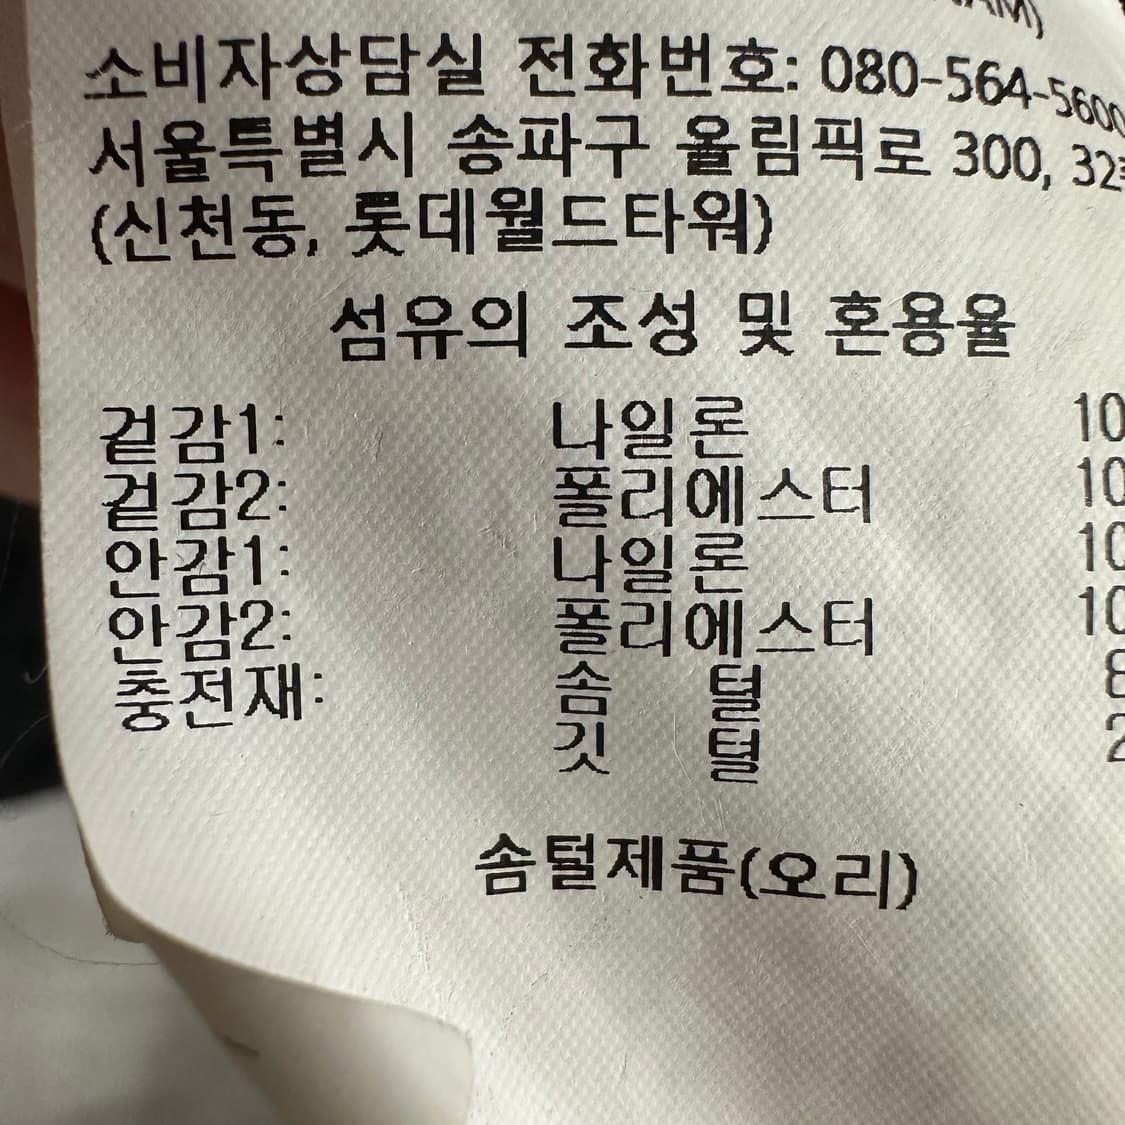 소비자상담실 전화번호: 080-564-5600
서울특별시 송파구 올림픽로 300,
(신천동, 롯데월드타워)
섬유의 조성 및 혼용율
겉감1: 나일론
겉감2: 폴리에스터
안감1: 나일론
안감2: 폴리에스터
충전재: 솜 털
깃 털
솜털제품(오리)